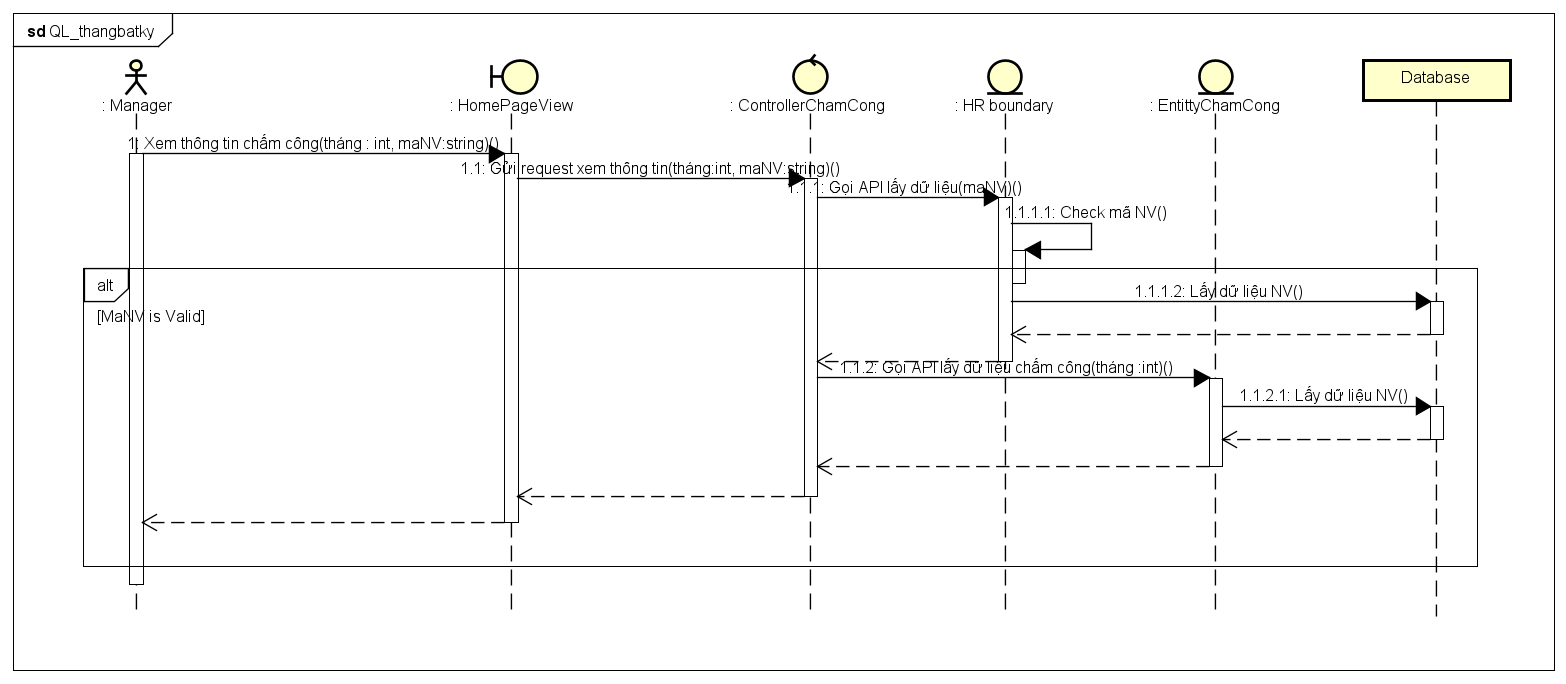 sd QL_thangbatky
: Manager
: HomePageView
: ControllerChamCong
: HR boundary
: EntittyChamCong
Database
1: Xem thông tin chấm công(tháng : int, maNV:string)()
1.1: Gửi request xem thông tin(tháng:int, maNV:string)()
1.1.1: Gọi API lấy dữ liệu(maNV)()
1.1.1.1: Check mã NV()
alt
1.1.1.2: Lấy dữ liệu NV()
[MaNV is Valid]
1.1.2: Gọi API lấy dữ liệu chấm công(tháng :int)()
1.1.2.1: Lấy dữ liệu NV()